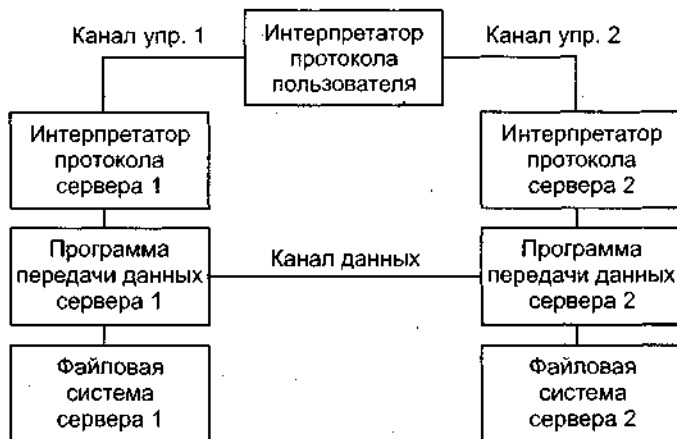 Канал упр. 1
Интерпретатор
протокола
пользователя
Канал упр. 2
Интерпретатор
протокола
сервера 1
Интерпретатор
протокола
сервера 2
Программа
передачи данных
сервера 1
Канал данных
Программа
передачи данных
сервера 2
Файловая
система
сервера 1
Файловая
система
сервера 2